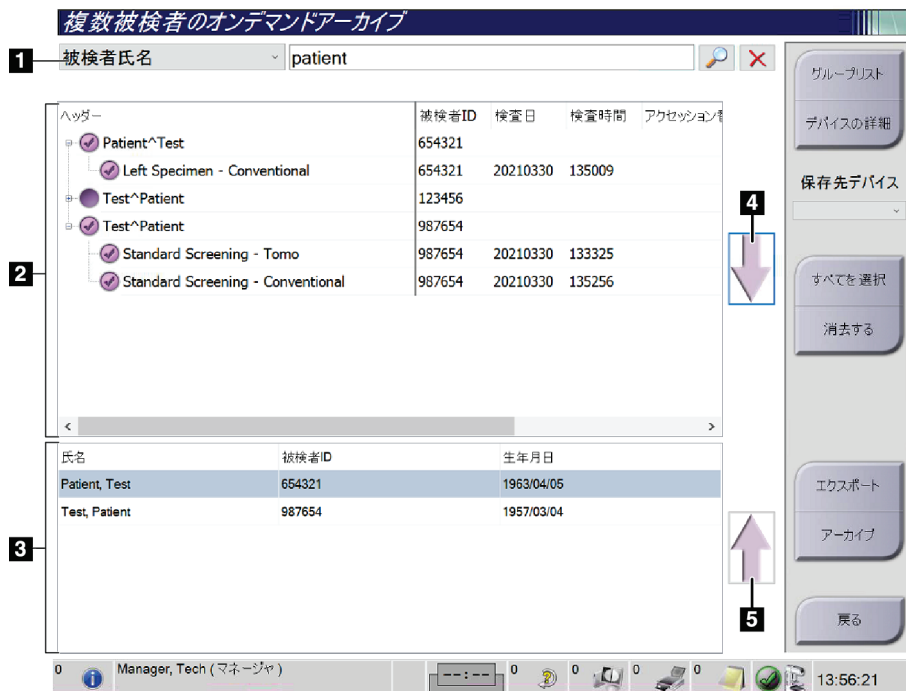 複数被検者のオンデマンドアーカイブ
1
被検者氏名 patient
グループリスト
デバイスの詳細
保存先デバイス
すべてを選択
消去する
エクスポート
アーカイブ
戻る
2
ヘッダー 被検者ID 検査日 検査時間 アクセッション
Patient^Test 654321
Left Specimen - Conventional 654321 20210330 135009
Test^Patient 123456
Test^Patient 987654
Standard Screening - Tomo 987654 20210330 133325
Standard Screening - Conventional 987654 20210330 135256
4
3
氏名 被検者ID 生年月日
Patient, Test 654321 1963/04/05
Test, Patient 987654 1957/03/04
5
0 Manager, Tech (マネージャ) --:-- 0 0 0 0 13:56:21